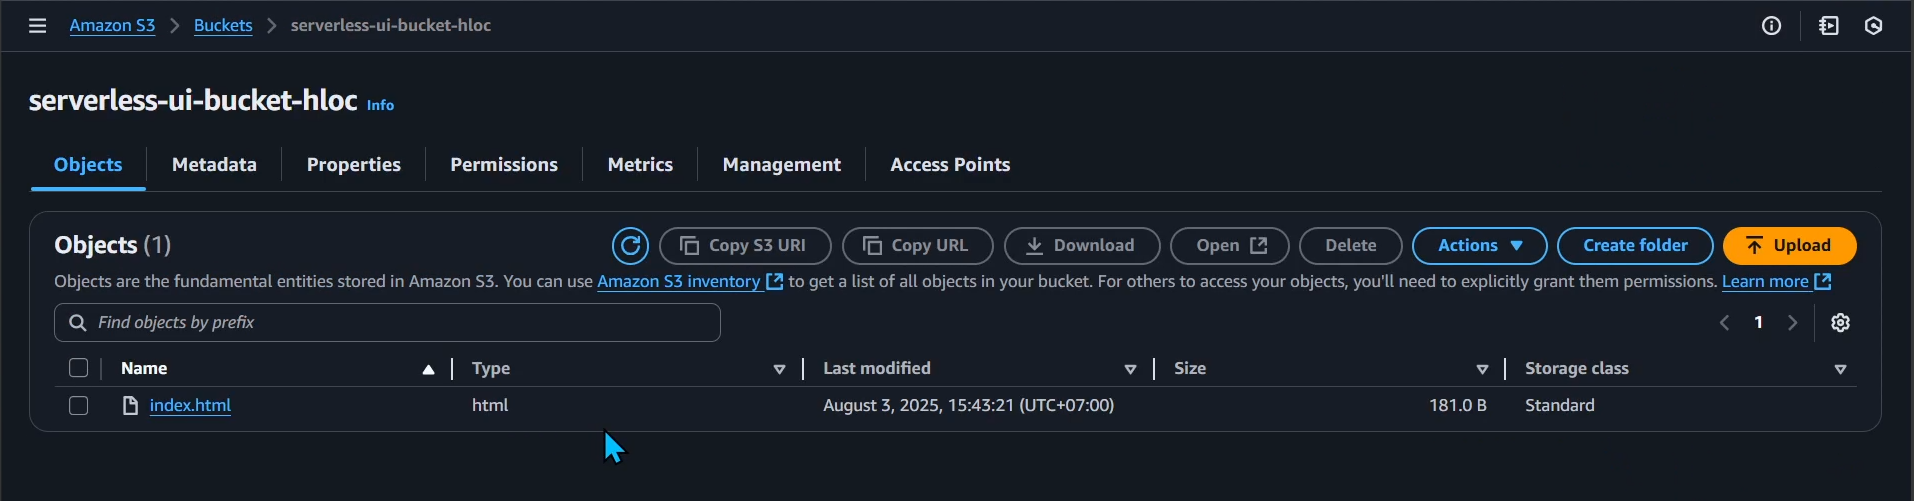 Amazon S3 > Buckets > serverless-ui-bucket-hloc
serverless-ui-bucket-hloc Info
Objects Metadata Properties Permissions Metrics Management Access Points
Objects (1) Copy S3 URI Copy URL Download Open Delete Actions Create folder Upload
Objects are the fundamental entities stored in Amazon S3. You can use Amazon S3 inventory to get a list of all objects in your bucket. For others to access your objects, you'll need to explicitly grant them permissions. Learn more
Find objects by prefix 1
Name Type Last modified Size Storage class
index.html html August 3, 2025, 15:43:21 (UTC+07:00) 181.0 B Standard